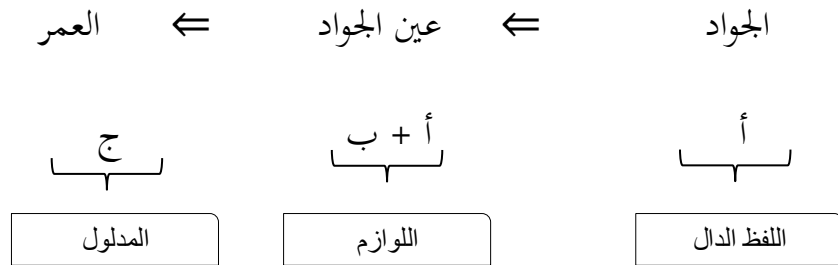 الجواد ⇐ عين الجواد ⇐ العمر
أ أ + ب ج
اللفظ الدال اللوازم المدلول